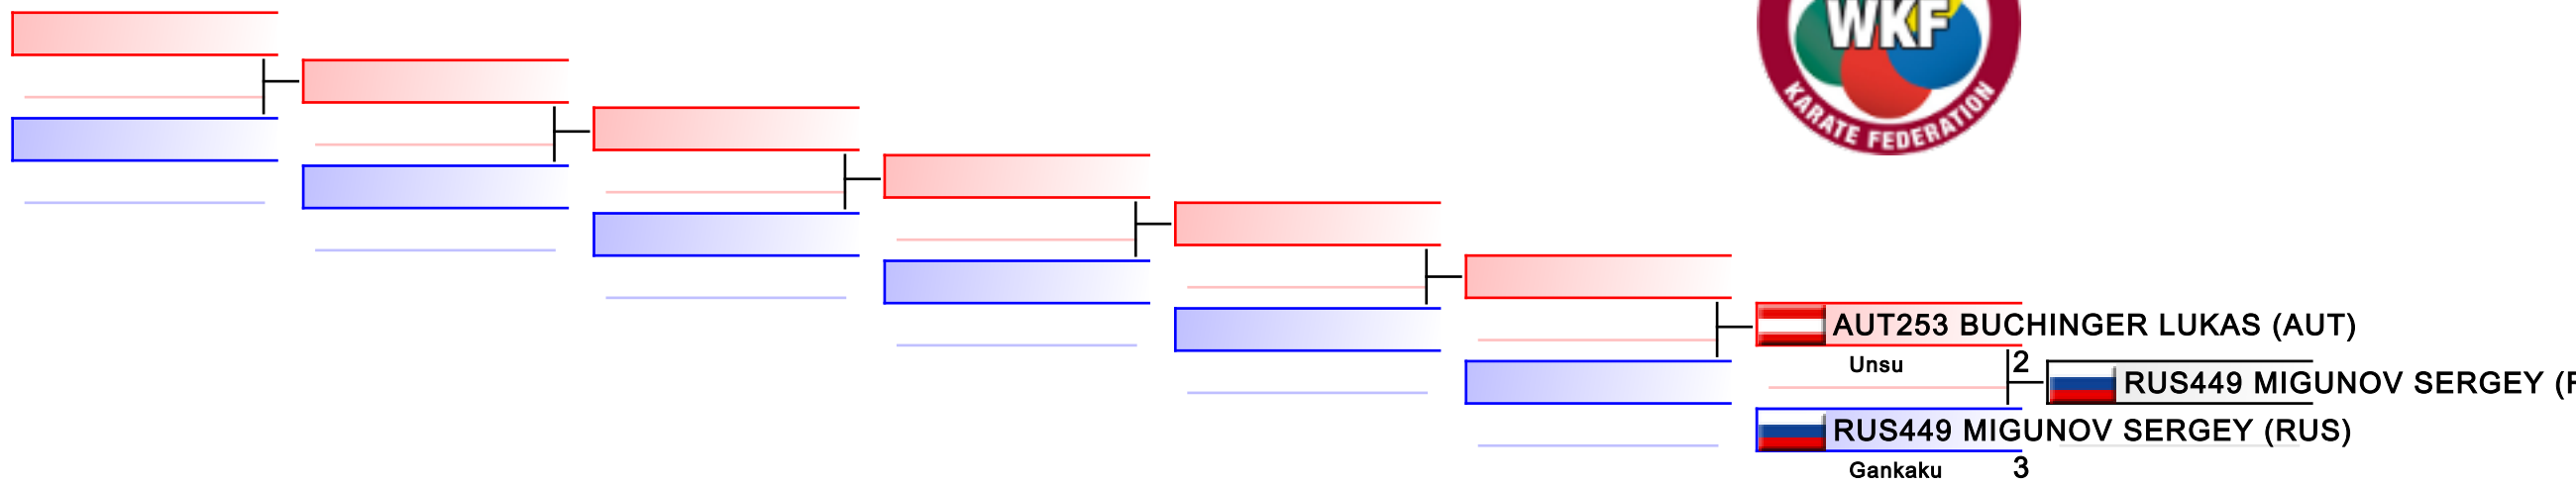 WKF
KARATE FEDERATION
AUT253 BUCHINGER LUKAS (AUT)
Unsu
2
RUS449 MIGUNOV SERGEY (
RUS449 MIGUNOV SERGEY (RUS)
Gankaku
3